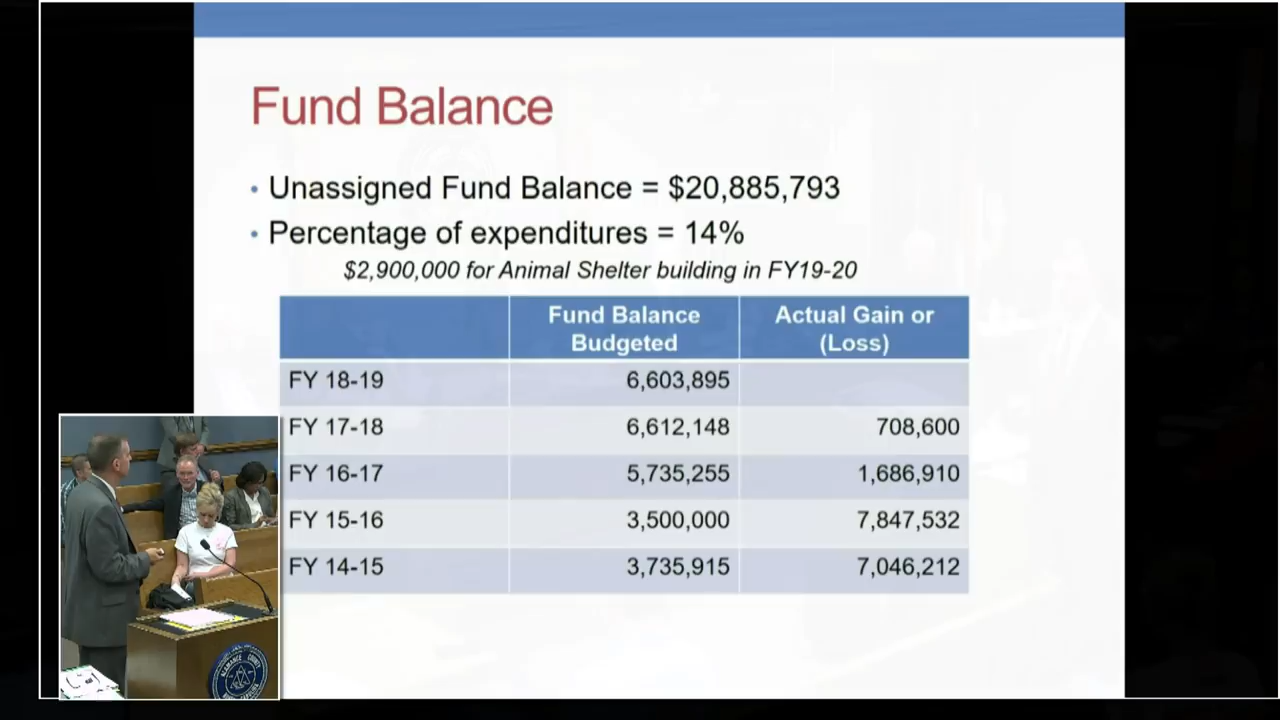 Fund Balance
• Unassigned Fund Balance = $20,885,793
• Percentage of expenditures = 14%
$2,900,000 for Animal Shelter building in FY19-20
Fund Balance Actual Gain or
Budgeted (Loss)
FY 18-19 6,603,895
FY 17-18 6,612,148 708,600
FY 16-17 5,735,255 1,686,910
FY 15-16 3,500,000 7,847,532
FY 14-15 3,735,915 7,046,212
ALAMANCE COUNTY